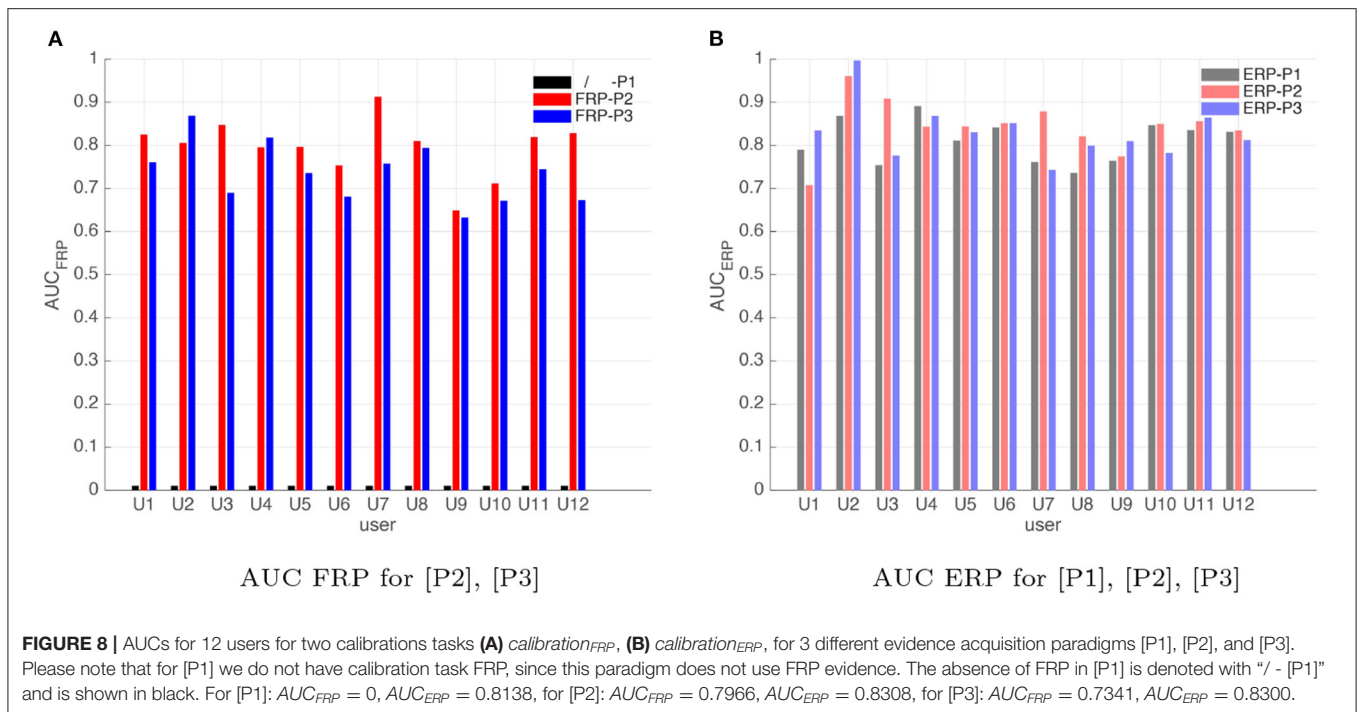 A
1
0.9
0.8
0.7
0.6
0.5
0.4
0.3
0.2
0.1
0
AUC_FRP
/ -P1
FRP-P2
FRP-P3
U1 U2 U3 U4 U5 U6 U7 U8 U9 U10 U11 U12
user
AUC FRP for [P2], [P3]
B
1
0.9
0.8
0.7
0.6
0.5
0.4
0.3
0.2
0.1
0
AUC_ERP
ERP-P1
ERP-P2
ERP-P3
U1 U2 U3 U4 U5 U6 U7 U8 U9 U10 U11 U12
user
AUC ERP for [P1], [P2], [P3]
FIGURE 8 | AUCs for 12 users for two calibrations tasks (A) calibration_FRP, (B) calibration_ERP, for 3 different evidence acquisition paradigms [P1], [P2], and [P3].
Please note that for [P1] we do not have calibration task FRP, since this paradigm does not use FRP evidence. The absence of FRP in [P1] is denoted with “/ - [P1]”
and is shown in black. For [P1]: AUC_FRP = 0, AUC_ERP = 0.8138, for [P2]: AUC_FRP = 0.7966, AUC_ERP = 0.8308, for [P3]: AUC_FRP = 0.7341, AUC_ERP = 0.8300.